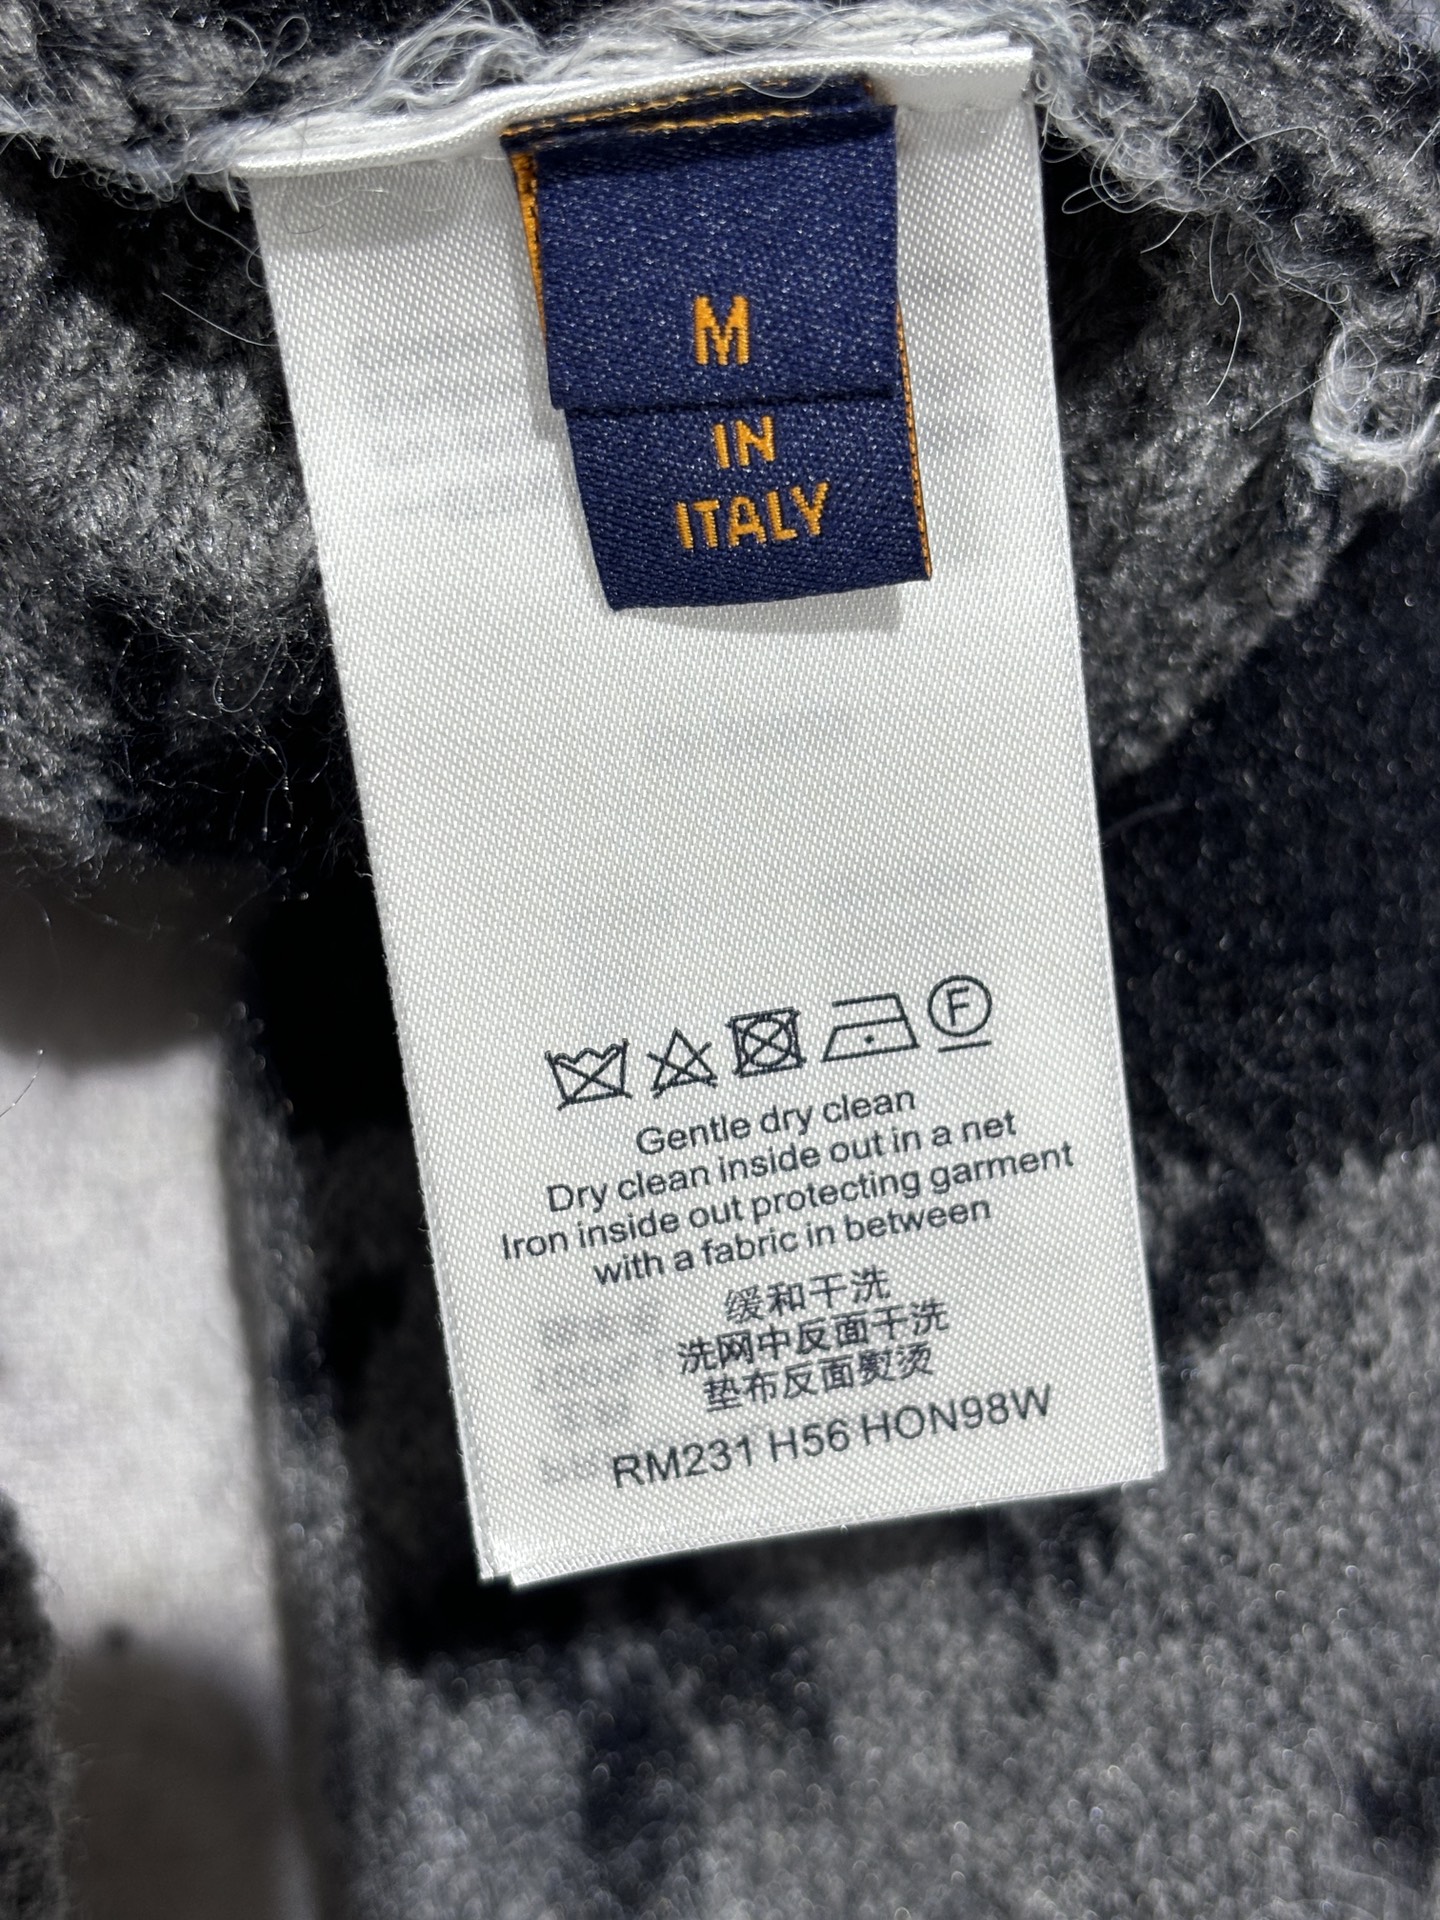 M
IN
ITALY
F
Gentle dry clean
Dry clean inside out in a net
Iron inside out protecting garment
with a fabric in between
缓和干洗
洗网中反面干洗
垫布反面熨烫
RM231 H56 HON98W